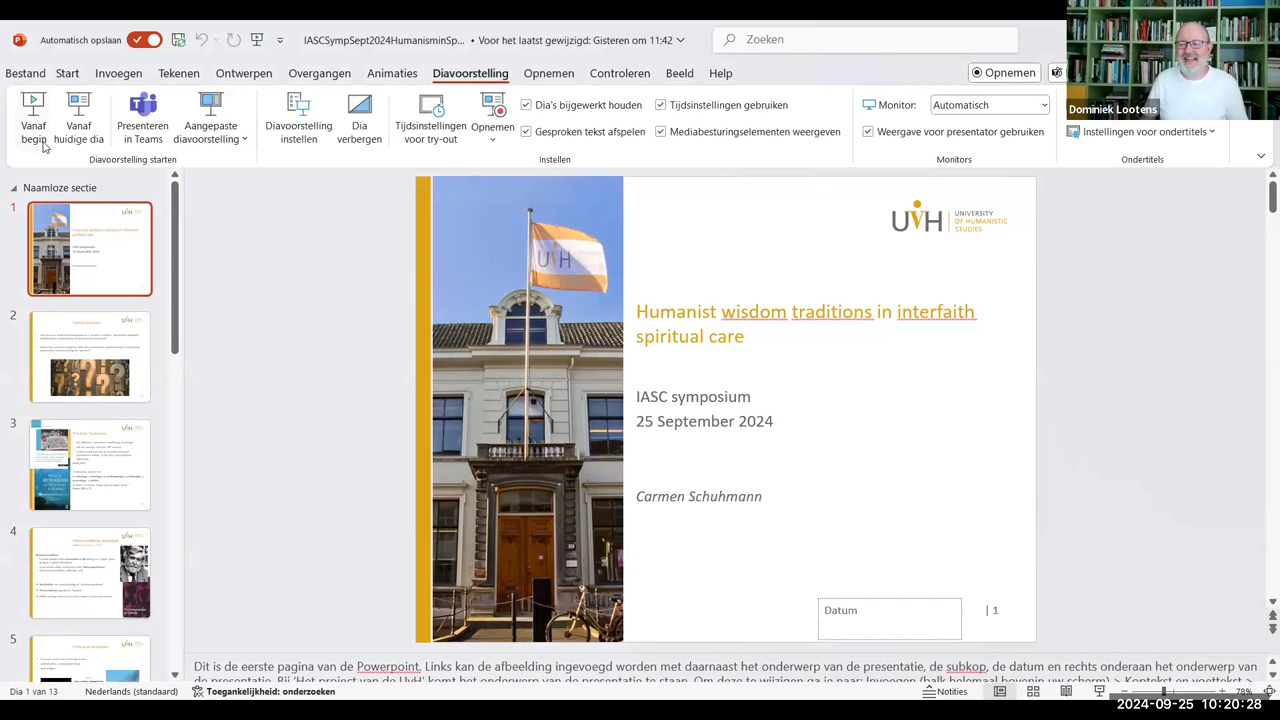 Automatisch opslaan
IASCSympSept2024HumanismInSp... • Voor het laatst gewijzigd: Gisteren om 11:42
Zoeken
Bestand Start Invoegen Tekenen Ontwerpen Overgangen Animaties Diavoorstelling Opnemen Controleren Beeld Help
Opnemen
Dominiek Lootens
Vanaf begin
Vanaf huidige dia
Presenteren in Teams
Aangepaste diavoorstelling
Diavoorstelling instellen
Dia verbergen
Tijdsinstellingen voor try-out
Opnemen
Dia's bijgewerkt houden
Tijdsinstellingen gebruiken
Gesproken tekst afspelen
Mediabesturingselementen weergeven
Monitor: Automatisch
Weergave voor presentator gebruiken
Instellingen voor ondertitels
Diavoorstelling starten
Instellen
Monitors
Ondertitels
Naamloze sectie
1
2
3
4
5
UVH UNIVERSITY
OF HUMANISTIC
STUDIES
Humanist wisdom traditions in interfaith
spiritual care
IASC symposium
25 September 2024
Carmen Schuhmann
Datum
| 1
Dit is de eerste pagina van de Powerpoint. Links kan de afbeelding ingevoegd worden met daarnaast het onderwerp van de presentatie, de subkop, de datum en rechts onderaan het onderwerp van
Dia 1 van 13
Nederlands (standaard)
Toegankelijkheid: onderzoeken
Notities
78%
2024-09-25 10:20:28